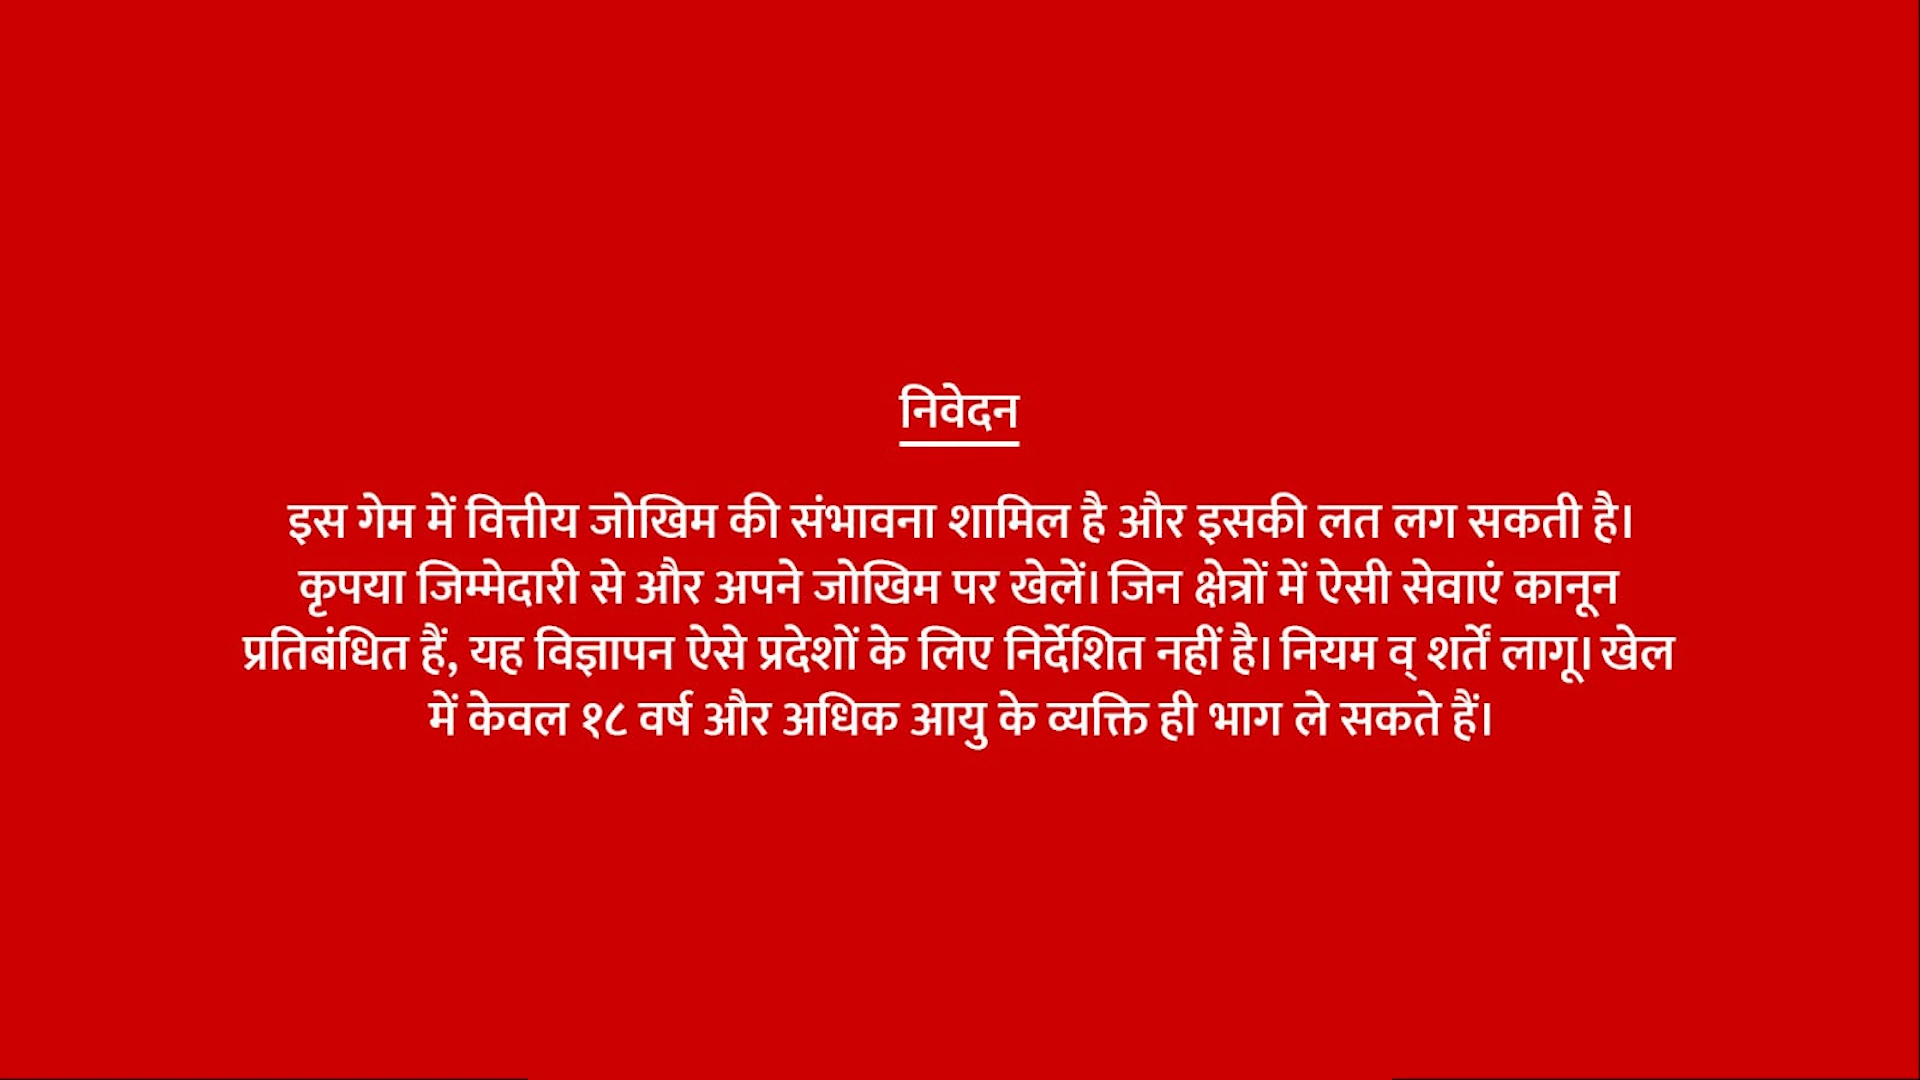 निवेदन
इस गेम में वित्तीय जोखिम की संभावना शामिल है और इसकी लत लग सकती है।
कृपया जिम्मेदारी से और अपने जोखिम पर खेलें। जिन क्षेत्रों में ऐसी सेवाएं कानून
प्रतिबंधित हैं, यह विज्ञापन ऐसे प्रदेशों के लिए निर्देशित नहीं है। नियम व् शर्तें लागू। खेल
में केवल १८ वर्ष और अधिक आयु के व्यक्ति ही भाग ले सकते हैं।